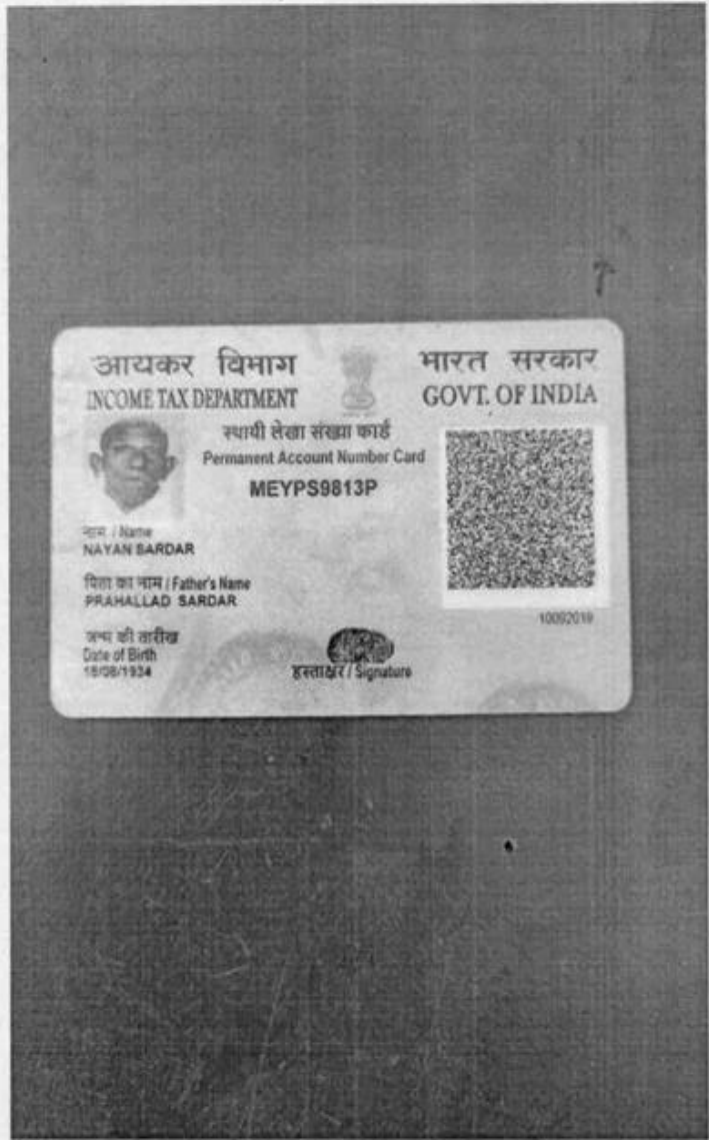 आयकर विभाग
INCOME TAX DEPARTMENT
भारत सरकार
GOVT. OF INDIA
स्थायी लेखा संख्या कार्ड
Permanent Account Number Card
MEYPS9813P
नाम / Name
NAYAN SARDAR
पिता का नाम / Father's Name
PRAHALLAD SARDAR
जन्म की तारीख
Date of Birth
18/08/1934
हस्ताक्षर / Signature
10092019